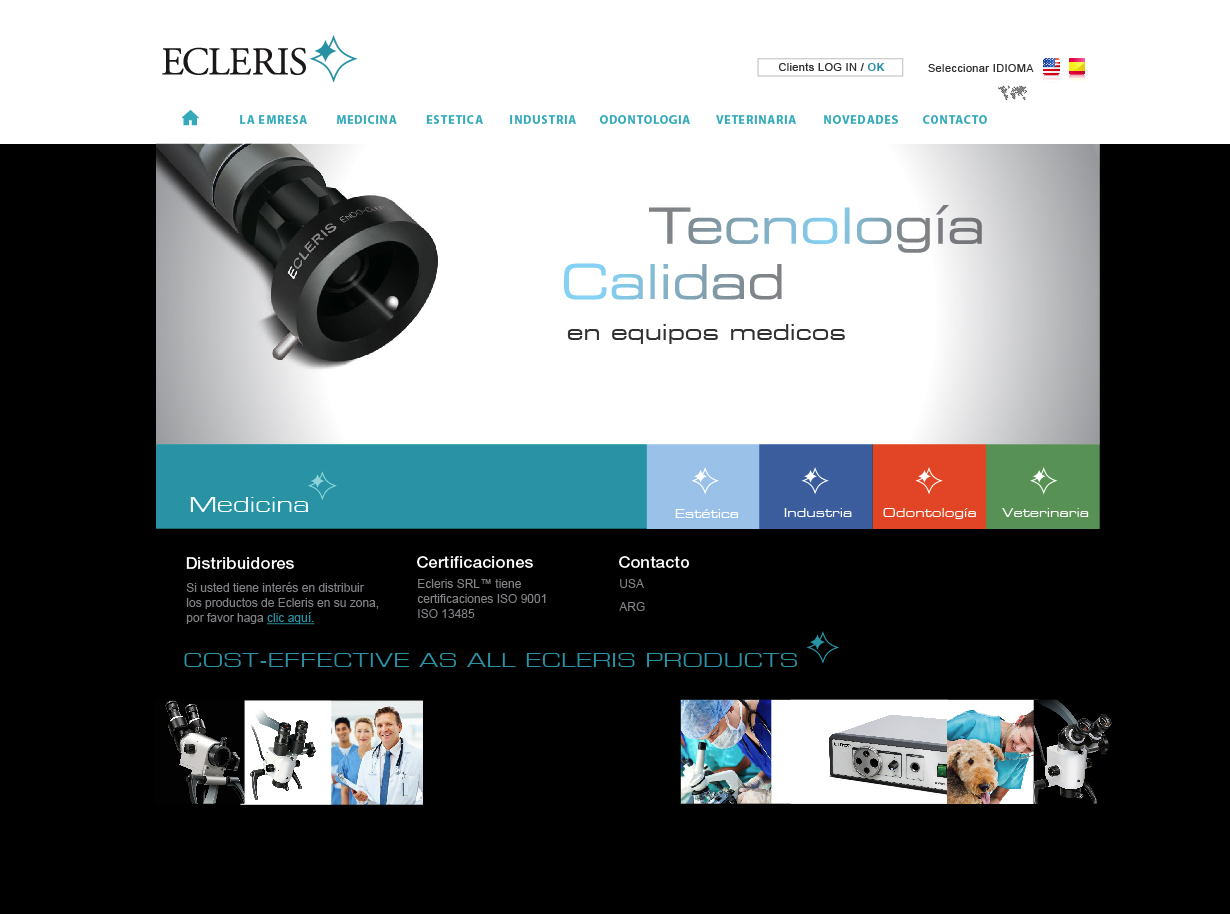 ECLERIS
Clients LOG IN / OK
Seleccionar IDIOMA
LA EMRESA
MEDICINA
ESTETICA
INDUSTRIA
ODONTOLOGIA
VETERINARIA
NOVEDADES
CONTACTO
ECLERIS
Tecnología
Calidad
en equipos medicos
Medicina
Estética
Industria
Odontología
Veterinaria
Distribuidores
Si usted tiene interés en distribuir
los productos de Ecleris en su zona,
por favor haga clic aquí.
Certificaciones
Ecleris SRL™ tiene
certificaciones ISO 9001
ISO 13485
Contacto
USA
ARG
COST-EFFECTIVE AS ALL ECLERIS PRODUCTS